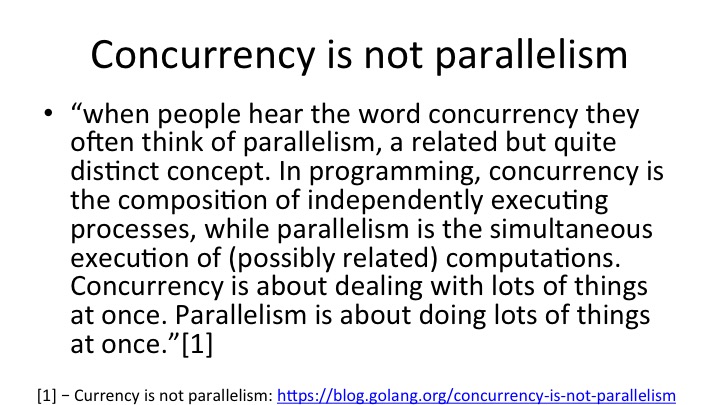 Concurrency is not parallelism
• “when people hear the word concurrency they
often think of parallelism, a related but quite
distinct concept. In programming, concurrency is
the composition of independently executing
processes, while parallelism is the simultaneous
execution of (possibly related) computations.
Concurrency is about dealing with lots of things
at once. Parallelism is about doing lots of things
at once.”[1]
[1] – Currency is not parallelism: https://blog.golang.org/concurrency-is-not-parallelism